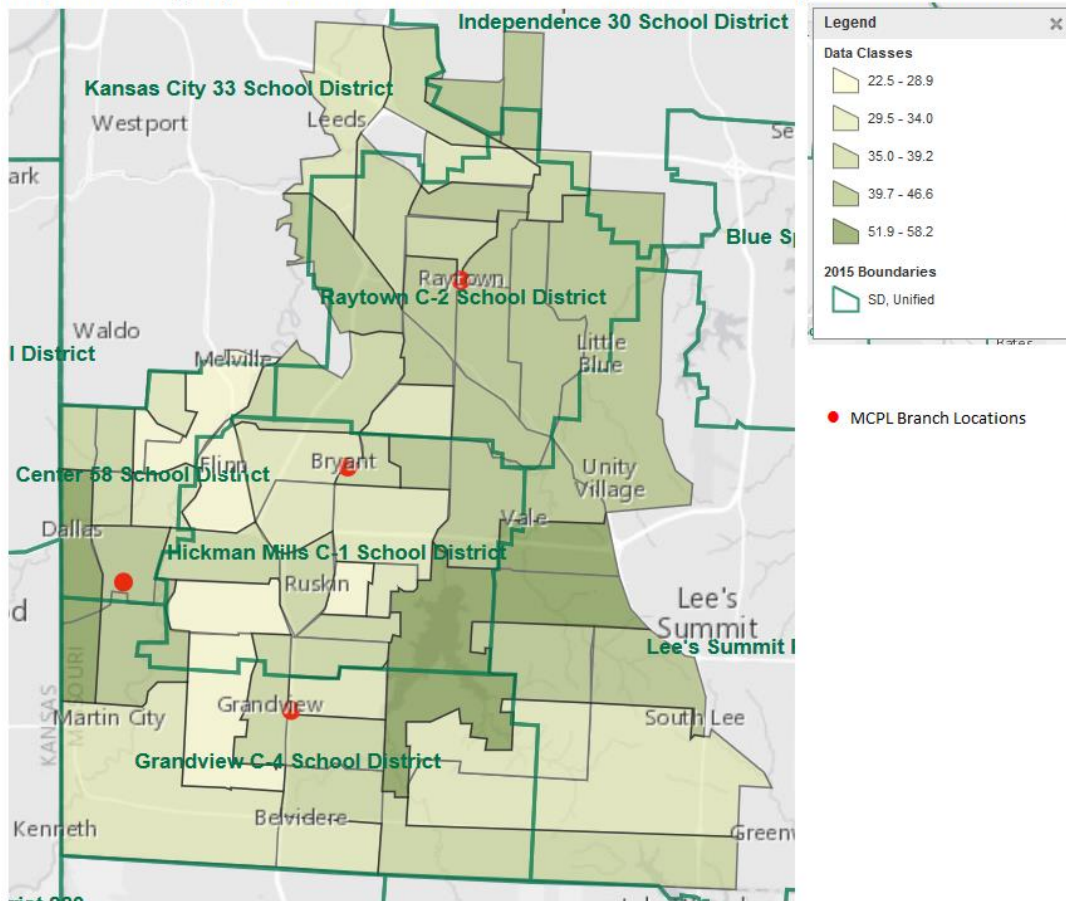 Independence 30 School District
Kansas City 33 School District
Westport
Leeds
Se
ark
Blue Sp
Raytown
Raytown C-2 School District
Waldo
Little
Blue
l District
Melville
Flinn
Bryant
Center 58 School District
Unity
Village
Dallas
Vale
Hickman Mills C-1 School District
Ruskin
Lee's
Summit
d
Lee's Summit
KANSAS
MISSOURI
Martin City
Grandview
South Lee
Grandview C-4 School District
Belvidere
Kenneth
Greenw
Legend
Data Classes
22.5 - 28.9
29.5 - 34.0
35.0 - 39.2
39.7 - 46.6
51.9 - 58.2
2015 Boundaries
SD, Unified
MCPL Branch Locations